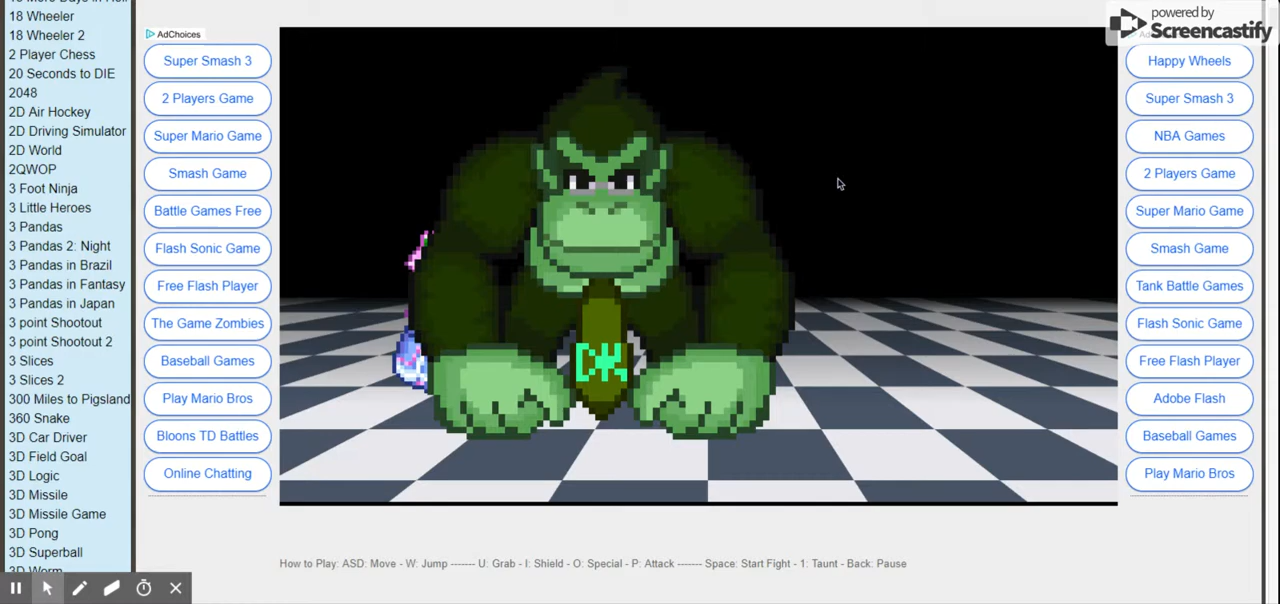 18 Wheeler
18 Wheeler 2
2 Player Chess
20 Seconds to DIE
2048
2D Air Hockey
2D Driving Simulator
2D World
2QWOP
3 Foot Ninja
3 Little Heroes
3 Pandas
3 Pandas 2: Night
3 Pandas in Brazil
3 Pandas in Fantasy
3 Pandas in Japan
3 point Shootout
3 point Shootout 2
3 Slices
3 Slices 2
300 Miles to Pigsland
360 Snake
3D Car Driver
3D Field Goal
3D Logic
3D Missile
3D Missile Game
3D Pong
3D Superball
3D Worm
AdChoices
Super Smash 3
2 Players Game
Super Mario Game
Smash Game
Battle Games Free
Flash Sonic Game
Free Flash Player
The Game Zombies
Baseball Games
Play Mario Bros
Bloons TD Battles
Online Chatting
DK
How to Play: ASD: Move - W: Jump ------- U: Grab - I: Shield - O: Special - P: Attack ------- Space: Start Fight - 1: Taunt - Back: Pause
powered by
Screencastify
Happy Wheels
Super Smash 3
NBA Games
2 Players Game
Super Mario Game
Smash Game
Tank Battle Games
Flash Sonic Game
Free Flash Player
Adobe Flash
Baseball Games
Play Mario Bros